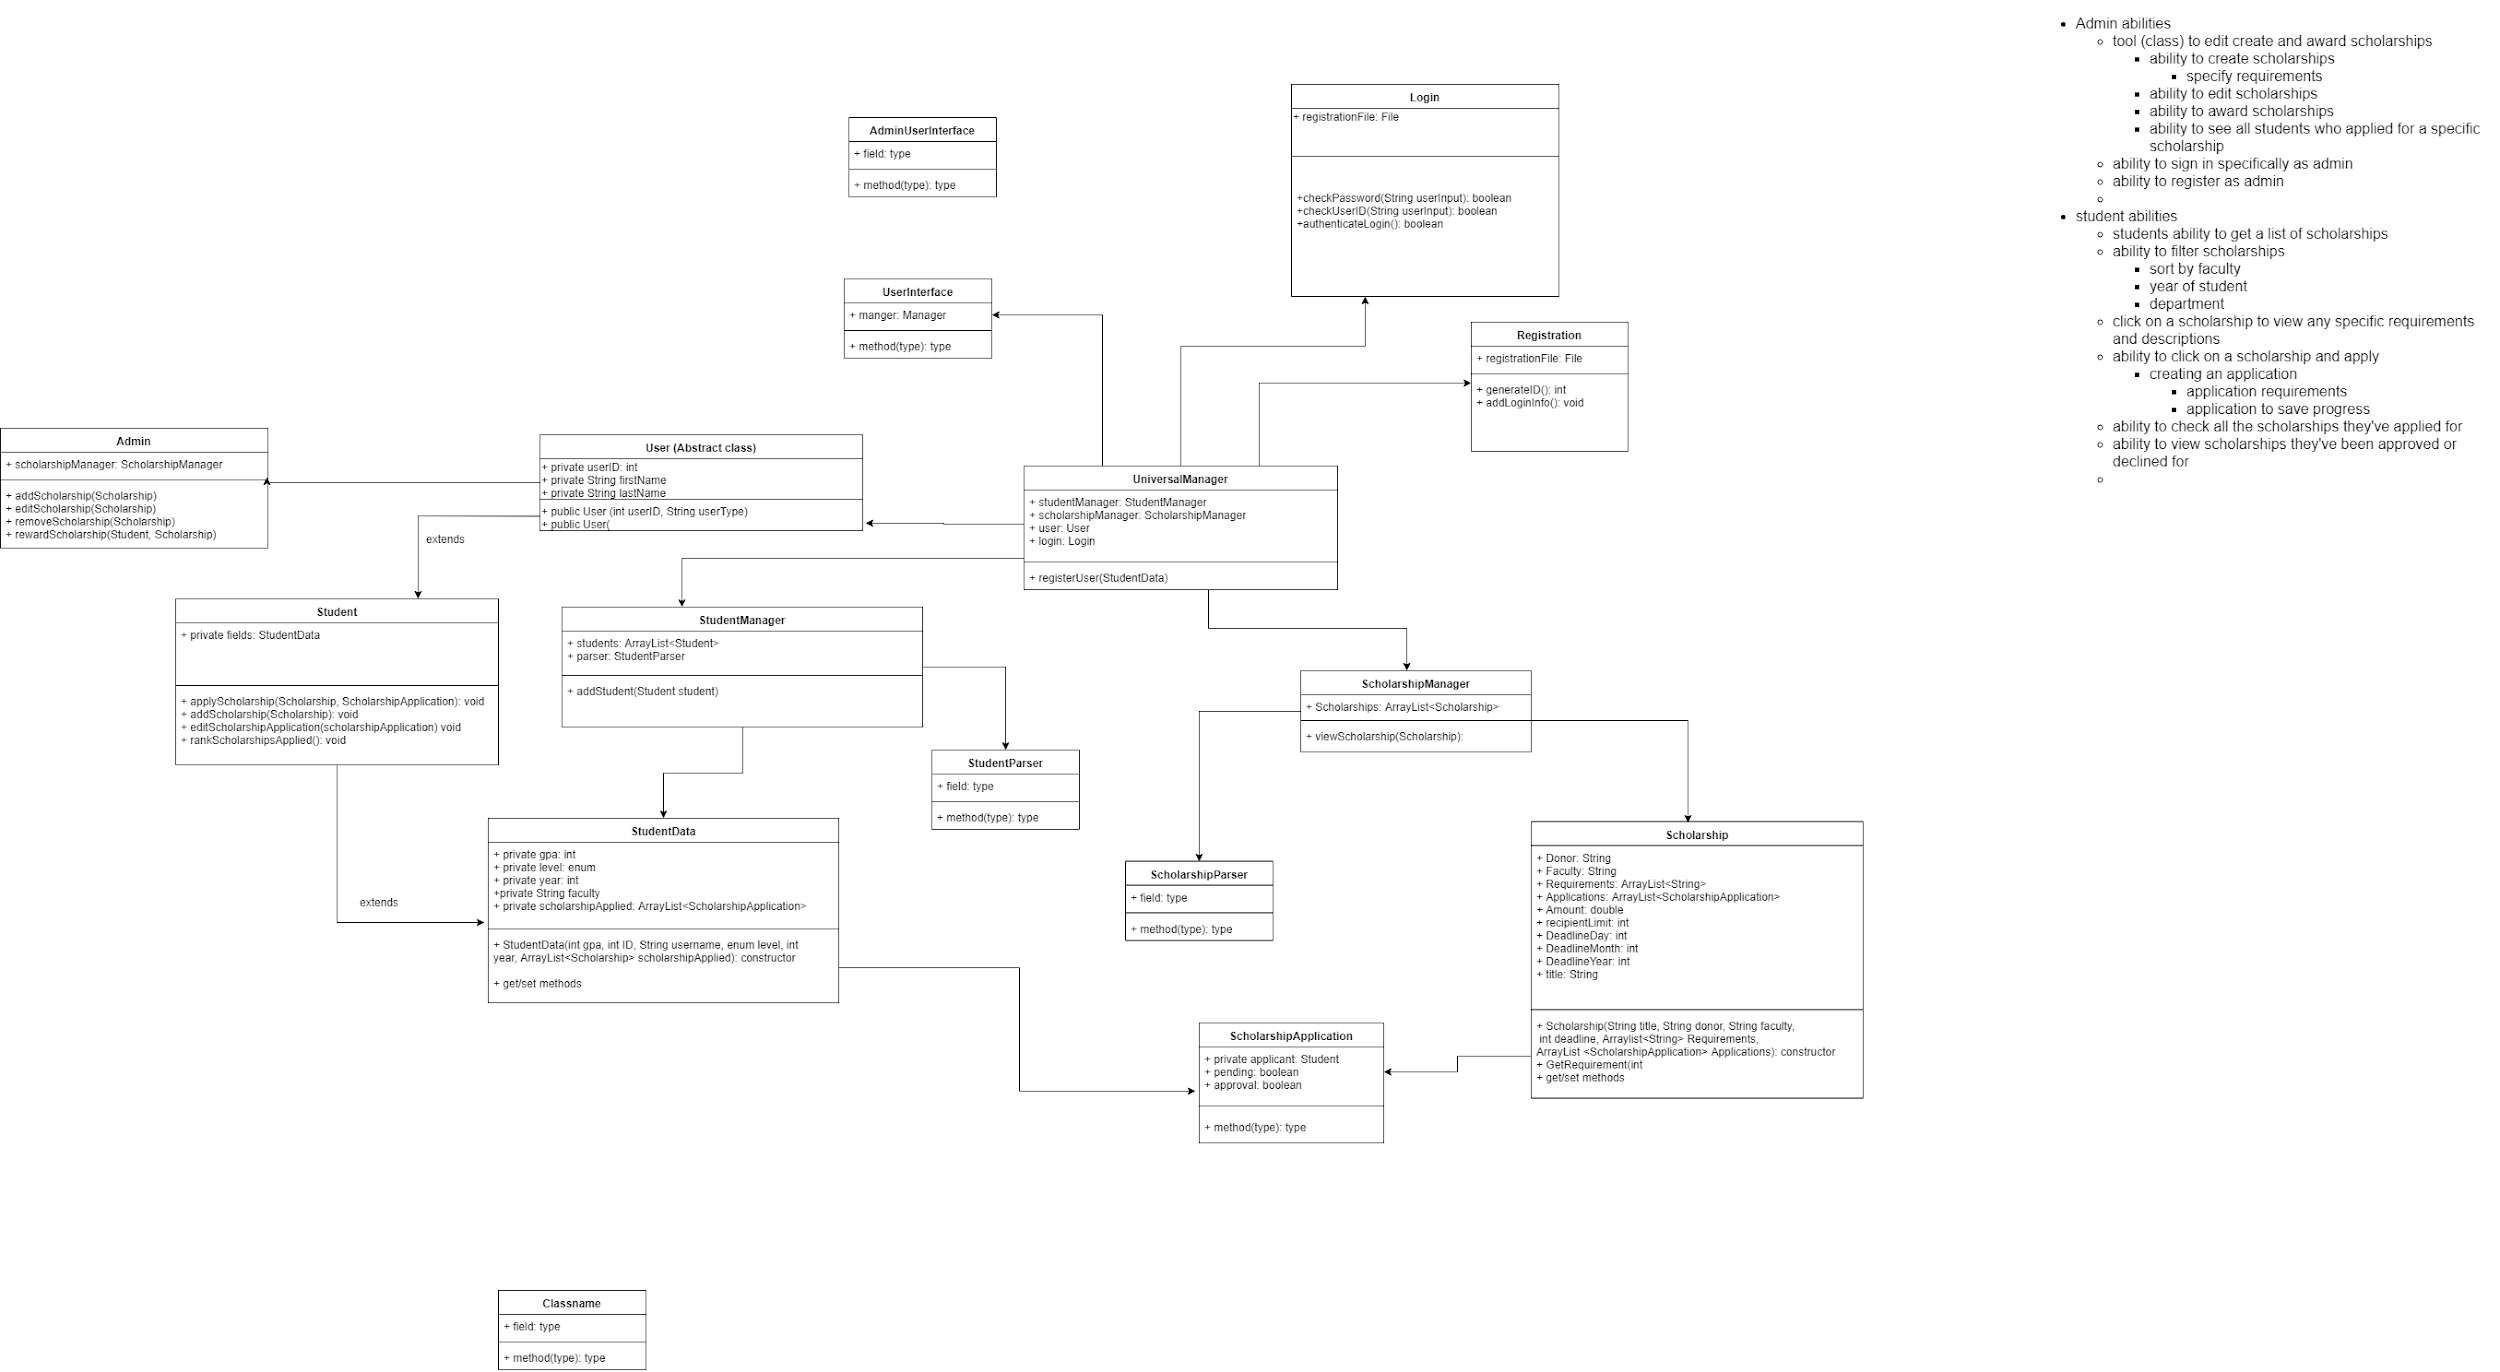 Admin abilities
tool (class) to edit create and award scholarships
ability to create scholarships
specify requirements
ability to edit scholarships
ability to award scholarships
ability to see all students who applied for a specific
scholarship
ability to sign in specifically as admin
ability to register as admin
student abilities
students ability to get a list of scholarships
ability to filter scholarships
sort by faculty
year of student
department
click on a scholarship to view any specific requirements
and descriptions
ability to click on a scholarship and apply
creating an application
application requirements
application to save progress
ability to check all the scholarships they've applied for
ability to view scholarships they've been approved or
declined for
Login
+ registrationFile: File
+checkPassword(String userInput): boolean
+checkUserID(String userInput): boolean
+authenticateLogin(): boolean
AdminUserInterface
+ field: type
+ method(type): type
UserInterface
+ manger: Manager
+ method(type): type
Registration
+ registrationFile: File
+ generateID(): int
+ addLoginInfo(): void
Admin
+ scholarshipManager: ScholarshipManager
+ addScholarship(Scholarship)
+ editScholarship(Scholarship)
+ removeScholarship(Scholarship)
+ rewardScholarship(Student, Scholarship)
User (Abstract class)
+ private userID: int
+ private String firstName
+ private String lastName
+ public User (int userID, String userType)
+ public User(
extends
UniversalManager
+ studentManager: StudentManager
+ scholarshipManager: ScholarshipManager
+ user: User
+ login: Login
+ registerUser(StudentData)
Student
+ private fields: StudentData
+ applyScholarship(Scholarship, ScholarshipApplication): void
+ addScholarship(Scholarship): void
+ editScholarshipApplication(scholarshipApplication) void
+ rankScholarshipsApplied(): void
StudentManager
+ students: ArrayList<Student>
+ parser: StudentParser
+ addStudent(Student student)
ScholarshipManager
+ Scholarships: ArrayList<Scholarship>
+ viewScholarship(Scholarship):
StudentParser
+ field: type
+ method(type): type
StudentData
+ private gpa: int
+ private level: enum
+ private year: int
+private String faculty
+ private scholarshipApplied: ArrayList<ScholarshipApplication>
+ StudentData(int gpa, int ID, String username, enum level, int
year, ArrayList<Scholarship> scholarshipApplied): constructor
+ get/set methods
extends
ScholarshipParser
+ field: type
+ method(type): type
Scholarship
+ Donor: String
+ Faculty: String
+ Requirements: ArrayList<String>
+ Applications: ArrayList<ScholarshipApplication>
+ Amount: double
+ recipientLimit: int
+ DeadlineDay: int
+ DeadlineMonth: int
+ DeadlineYear: int
+ title: String
+ Scholarship(String title, String donor, String faculty,
int deadline, Arraylist<String> Requirements,
ArrayList <ScholarshipApplication> Applications): constructor
+ GetRequirement(int
+ get/set methods
ScholarshipApplication
+ private applicant: Student
+ pending: boolean
+ approval: boolean
+ method(type): type
Classname
+ field: type
+ method(type): type